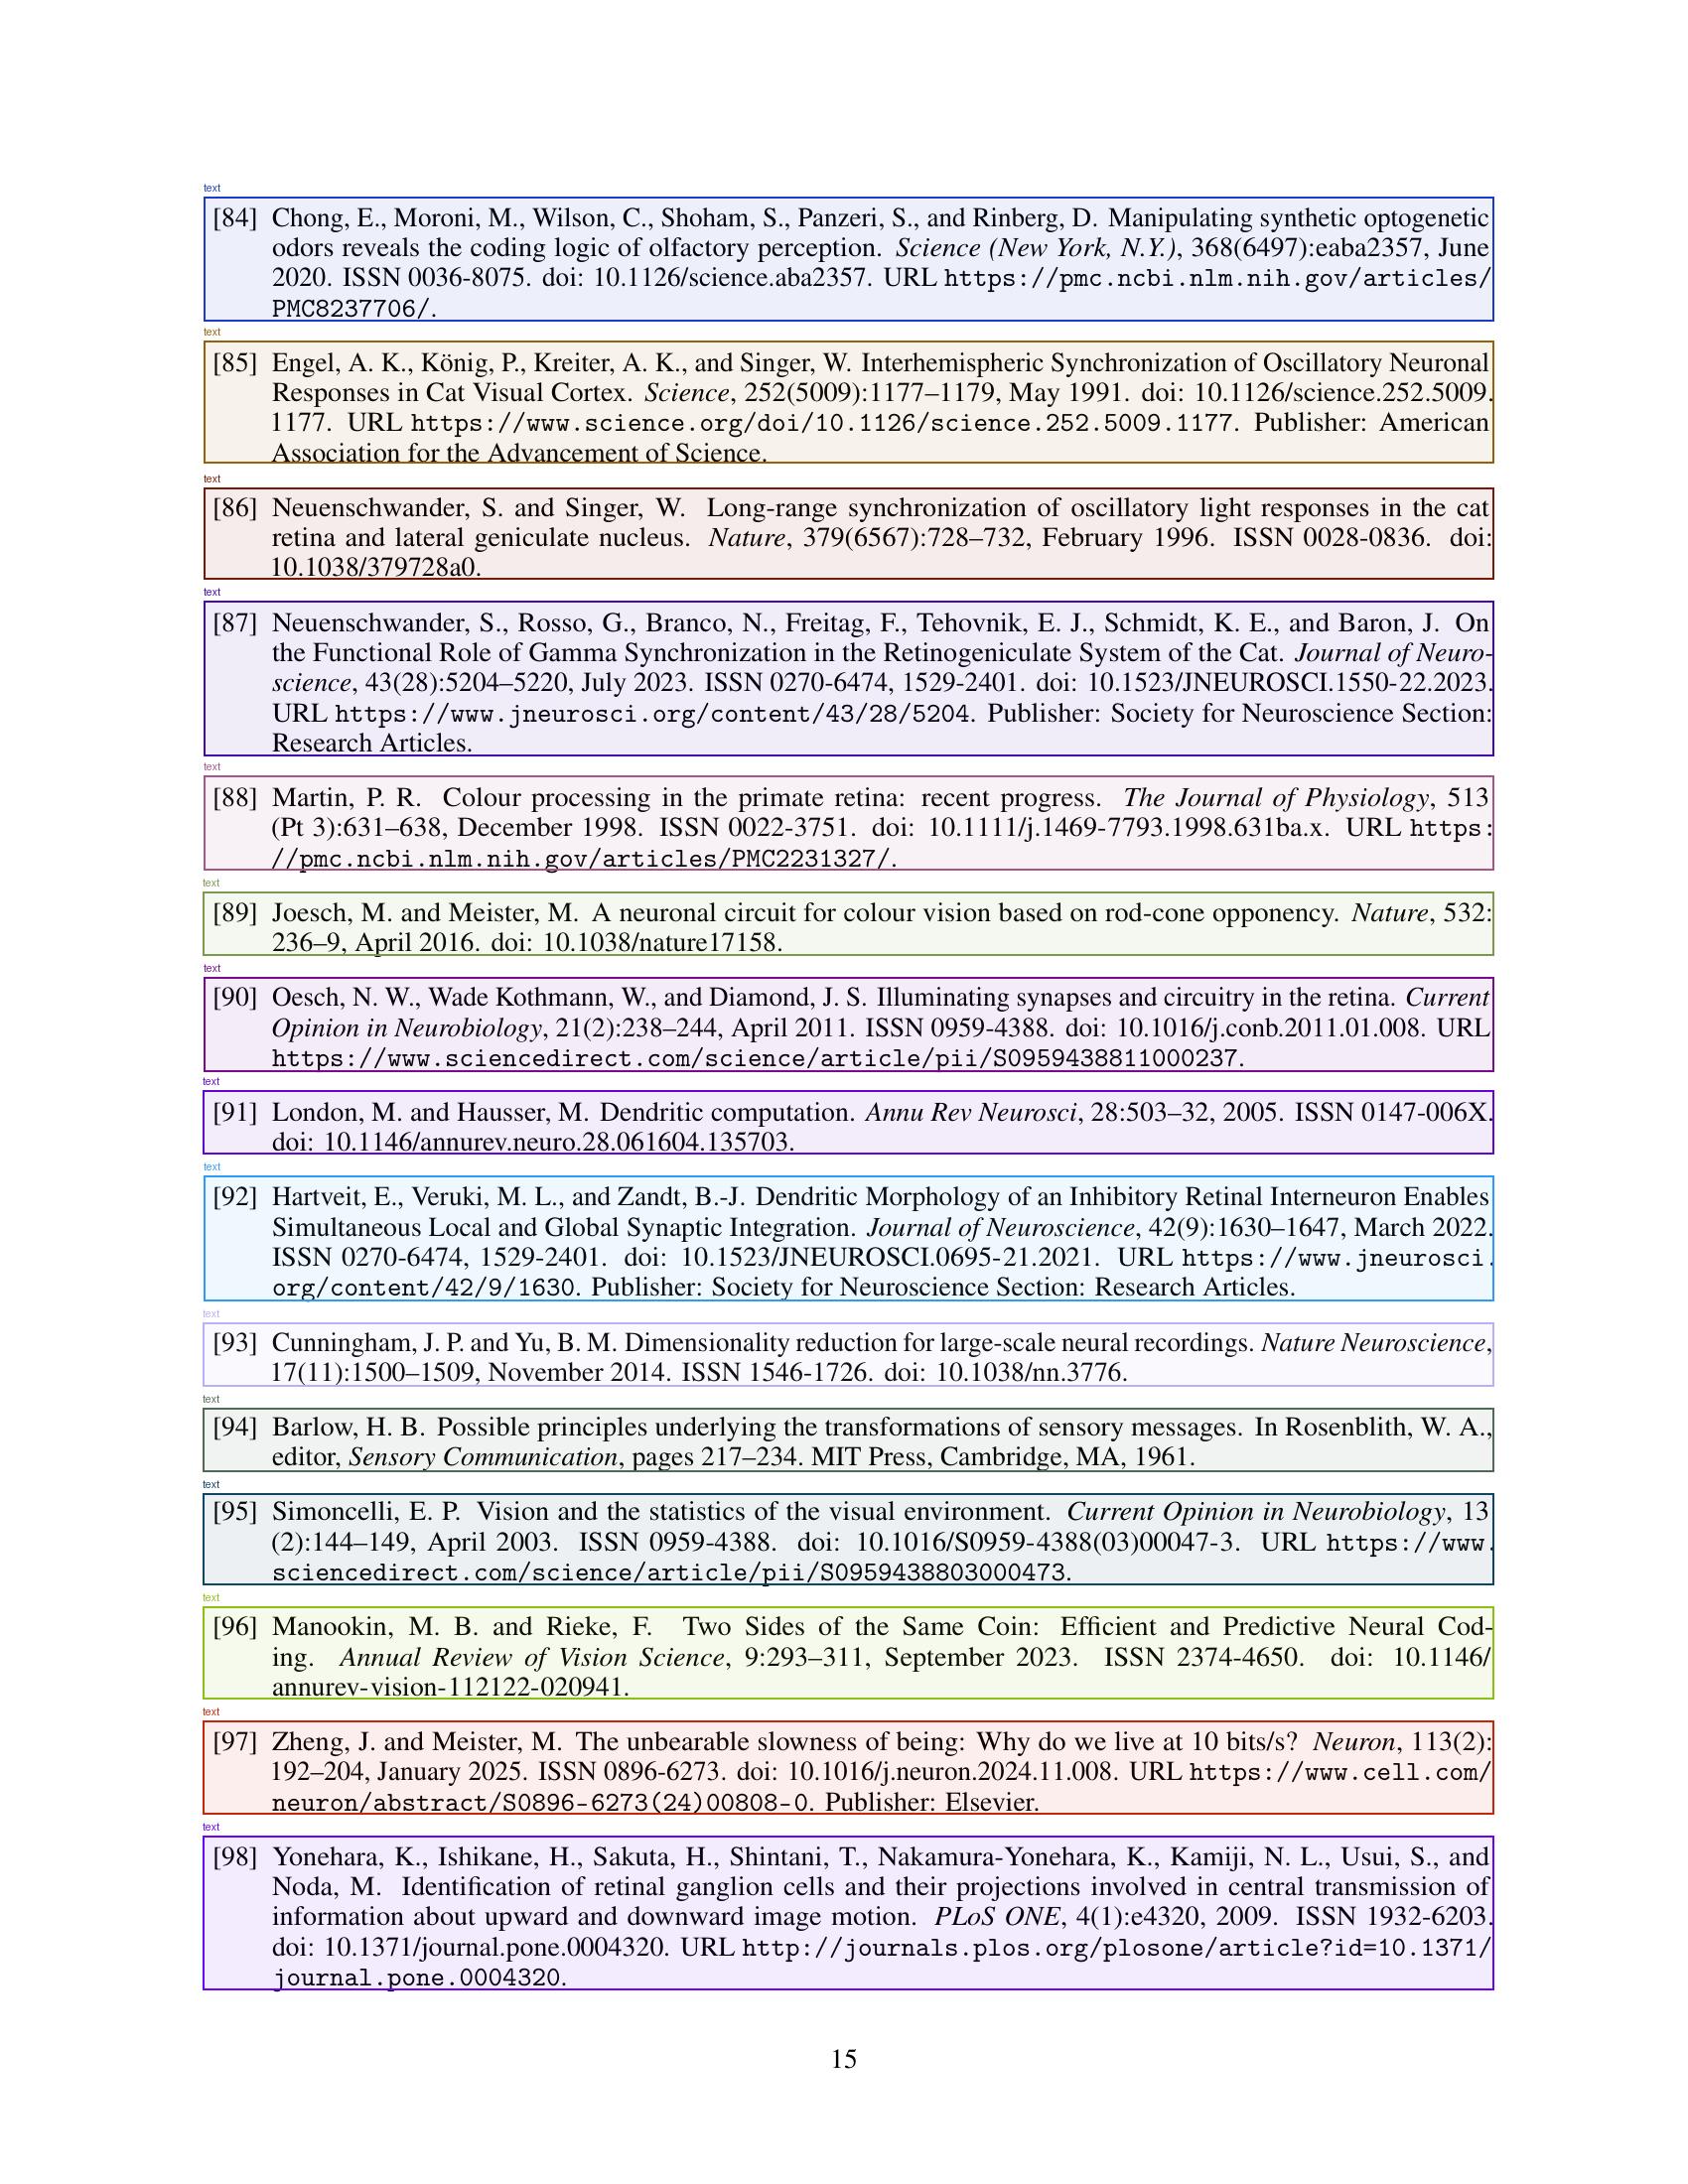 text
[84] Chong, E., Moroni, M., Wilson, C., Shoham, S., Panzeri, S., and Rinberg, D. Manipulating synthetic optogenetic
odors reveals the coding logic of olfactory perception. Science (New York, N.Y.), 368(6497):eaba2357, June
2020. ISSN 0036-8075. doi: 10.1126/science.aba2357. URL https://pmc.ncbi.nlm.nih.gov/articles/
PMC8237706/.
text
[85] Engel, A. K., König, P., Kreiter, A. K., and Singer, W. Interhemispheric Synchronization of Oscillatory Neuronal
Responses in Cat Visual Cortex. Science, 252(5009):1177–1179, May 1991. doi: 10.1126/science.252.5009.
1177. URL https://www.science.org/doi/10.1126/science.252.5009.1177. Publisher: American
Association for the Advancement of Science.
text
[86] Neuenschwander, S. and Singer, W. Long-range synchronization of oscillatory light responses in the cat
retina and lateral geniculate nucleus. Nature, 379(6567):728–732, February 1996. ISSN 0028-0836. doi:
10.1038/379728a0.
text
[87] Neuenschwander, S., Rosso, G., Branco, N., Freitag, F., Tehovnik, E. J., Schmidt, K. E., and Baron, J. On
the Functional Role of Gamma Synchronization in the Retinogeniculate System of the Cat. Journal of Neuro-
science, 43(28):5204–5220, July 2023. ISSN 0270-6474, 1529-2401. doi: 10.1523/JNEUROSCI.1550-22.2023.
URL https://www.jneurosci.org/content/43/28/5204. Publisher: Society for Neuroscience Section:
Research Articles.
text
[88] Martin, P. R. Colour processing in the primate retina: recent progress. The Journal of Physiology, 513
(Pt 3):631–638, December 1998. ISSN 0022-3751. doi: 10.1111/j.1469-7793.1998.631ba.x. URL https:
//pmc.ncbi.nlm.nih.gov/articles/PMC2231327/.
text
[89] Joesch, M. and Meister, M. A neuronal circuit for colour vision based on rod-cone opponency. Nature, 532:
236–9, April 2016. doi: 10.1038/nature17158.
text
[90] Oesch, N. W., Wade Kothmann, W., and Diamond, J. S. Illuminating synapses and circuitry in the retina. Current
Opinion in Neurobiology, 21(2):238–244, April 2011. ISSN 0959-4388. doi: 10.1016/j.conb.2011.01.008. URL
https://www.sciencedirect.com/science/article/pii/S0959438811000237.
text
[91] London, M. and Hausser, M. Dendritic computation. Annu Rev Neurosci, 28:503–32, 2005. ISSN 0147-006X.
doi: 10.1146/annurev.neuro.28.061604.135703.
text
[92] Hartveit, E., Veruki, M. L., and Zandt, B.-J. Dendritic Morphology of an Inhibitory Retinal Interneuron Enables
Simultaneous Local and Global Synaptic Integration. Journal of Neuroscience, 42(9):1630–1647, March 2022.
ISSN 0270-6474, 1529-2401. doi: 10.1523/JNEUROSCI.0695-21.2021. URL https://www.jneurosci.
org/content/42/9/1630. Publisher: Society for Neuroscience Section: Research Articles.
text
[93] Cunningham, J. P. and Yu, B. M. Dimensionality reduction for large-scale neural recordings. Nature Neuroscience,
17(11):1500–1509, November 2014. ISSN 1546-1726. doi: 10.1038/nn.3776.
text
[94] Barlow, H. B. Possible principles underlying the transformations of sensory messages. In Rosenblith, W. A.,
editor, Sensory Communication, pages 217–234. MIT Press, Cambridge, MA, 1961.
text
[95] Simoncelli, E. P. Vision and the statistics of the visual environment. Current Opinion in Neurobiology, 13
(2):144–149, April 2003. ISSN 0959-4388. doi: 10.1016/S0959-4388(03)00047-3. URL https://www.
sciencedirect.com/science/article/pii/S0959438803000473.
text
[96] Manookin, M. B. and Rieke, F. Two Sides of the Same Coin: Efficient and Predictive Neural Cod-
ing. Annual Review of Vision Science, 9:293–311, September 2023. ISSN 2374-4650. doi: 10.1146/
annurev-vision-112122-020941.
text
[97] Zheng, J. and Meister, M. The unbearable slowness of being: Why do we live at 10 bits/s? Neuron, 113(2):
192–204, January 2025. ISSN 0896-6273. doi: 10.1016/j.neuron.2024.11.008. URL https://www.cell.com/
neuron/abstract/S0896-6273(24)00808-0. Publisher: Elsevier.
text
[98] Yonehara, K., Ishikane, H., Sakuta, H., Shintani, T., Nakamura-Yonehara, K., Kamiji, N. L., Usui, S., and
Noda, M. Identification of retinal ganglion cells and their projections involved in central transmission of
information about upward and downward image motion. PLoS ONE, 4(1):e4320, 2009. ISSN 1932-6203.
doi: 10.1371/journal.pone.0004320. URL http://journals.plos.org/plosone/article?id=10.1371/
journal.pone.0004320.
15